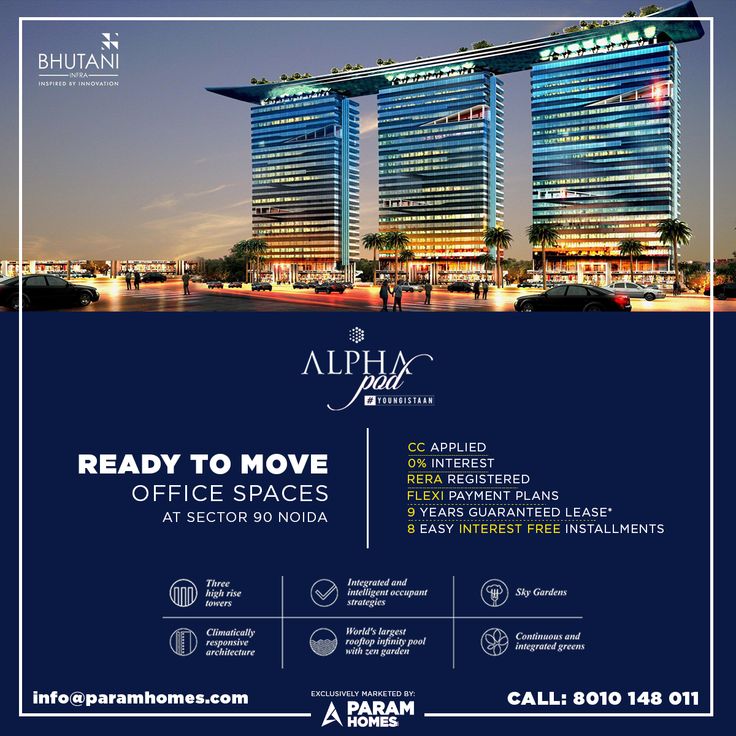 BHUTANI
INFRA
INSPIRED BY INNOVATION
ALPHA
pod
#YOUNGISTAAN
READY TO MOVE
OFFICE SPACES
AT SECTOR 90 NOIDA
CC APPLIED
0% INTEREST
RERA REGISTERED
FLEXI PAYMENT PLANS
9 YEARS GUARANTEED LEASE*
8 EASY INTEREST FREE INSTALLMENTS
Three
high rise
towers
Integrated and
intelligent occupant
strategies
Sky Gardens
Climatically
responsive
architecture
World's largest
rooftop infinity pool
with zen garden
Continuous and
integrated greens
info@paramhomes.com
EXCLUSIVELY MARKETED BY:
PARAM
HOMES
CALL: 8010 148 011